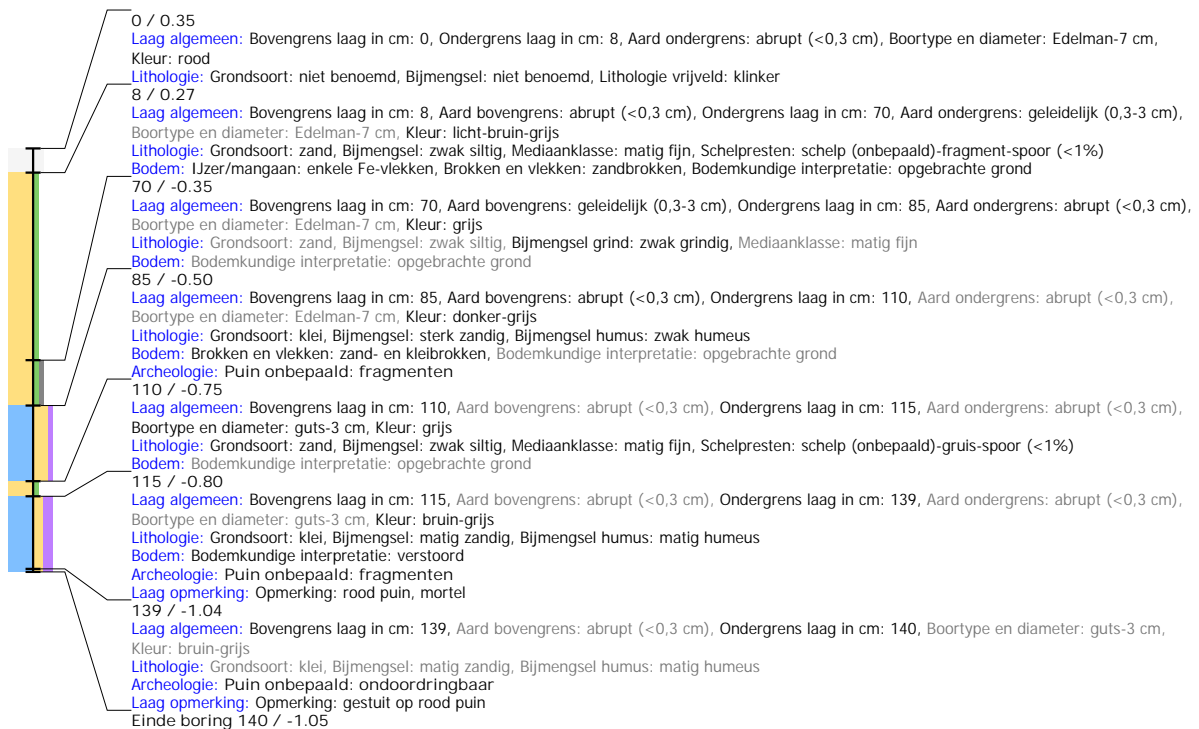 0 / 0.35
Laag algemeen: Bovengrens laag in cm: 0, Ondergrens laag in cm: 8, Aard ondergrens: abrupt (<0,3 cm), Boortype en diameter: Edelman-7 cm,
Kleur: rood
Lithologie: Grondsoort: niet benoemd, Bijmengsel: niet benoemd, Lithologie vrijveld: klinker
8 / 0.27
Laag algemeen: Bovengrens laag in cm: 8, Aard bovengrens: abrupt (<0,3 cm), Ondergrens laag in cm: 70, Aard ondergrens: geleidelijk (0,3-3 cm),
Boortype en diameter: Edelman-7 cm, Kleur: licht-bruin-grijs
Lithologie: Grondsoort: zand, Bijmengsel: zwak siltig, Mediaanklasse: matig fijn, Schelpresten: schelp (onbepaald)-fragment-spoor (<1%)
Bodem: IJzer/mangaan: enkele Fe-vlekken, Brokken en vlekken: zandbrokken, Bodemkundige interpretatie: opgebrachte grond
70 / -0.35
Laag algemeen: Bovengrens laag in cm: 70, Aard bovengrens: geleidelijk (0,3-3 cm), Ondergrens laag in cm: 85, Aard ondergrens: abrupt (<0,3 cm),
Boortype en diameter: Edelman-7 cm, Kleur: grijs
Lithologie: Grondsoort: zand, Bijmengsel: zwak siltig, Bijmengsel grind: zwak grindig, Mediaanklasse: matig fijn
Bodem: Bodemkundige interpretatie: opgebrachte grond
85 / -0.50
Laag algemeen: Bovengrens laag in cm: 85, Aard bovengrens: abrupt (<0,3 cm), Ondergrens laag in cm: 110, Aard ondergrens: abrupt (<0,3 cm),
Boortype en diameter: Edelman-7 cm, Kleur: donker-grijs
Lithologie: Grondsoort: klei, Bijmengsel: sterk zandig, Bijmengsel humus: zwak humeus
Bodem: Brokken en vlekken: zand- en kleibrokken, Bodemkundige interpretatie: opgebrachte grond
Archeologie: Puin onbepaald: fragmenten
110 / -0.75
Laag algemeen: Bovengrens laag in cm: 110, Aard bovengrens: abrupt (<0,3 cm), Ondergrens laag in cm: 115, Aard ondergrens: abrupt (<0,3 cm),
Boortype en diameter: guts-3 cm, Kleur: grijs
Lithologie: Grondsoort: zand, Bijmengsel: zwak siltig, Mediaanklasse: matig fijn, Schelpresten: schelp (onbepaald)-gruis-spoor (<1%)
Bodem: Bodemkundige interpretatie: opgebrachte grond
115 / -0.80
Laag algemeen: Bovengrens laag in cm: 115, Aard bovengrens: abrupt (<0,3 cm), Ondergrens laag in cm: 139, Aard ondergrens: abrupt (<0,3 cm),
Boortype en diameter: guts-3 cm, Kleur: bruin-grijs
Lithologie: Grondsoort: klei, Bijmengsel: matig zandig, Bijmengsel humus: matig humeus
Bodem: Bodemkundige interpretatie: verstoord
Archeologie: Puin onbepaald: fragmenten
Laag opmerking: Opmerking: rood puin, mortel
139 / -1.04
Laag algemeen: Bovengrens laag in cm: 139, Aard bovengrens: abrupt (<0,3 cm), Ondergrens laag in cm: 140, Boortype en diameter: guts-3 cm,
Kleur: bruin-grijs
Lithologie: Grondsoort: klei, Bijmengsel: matig zandig, Bijmengsel humus: matig humeus
Archeologie: Puin onbepaald: ondoordringbaar
Laag opmerking: Opmerking: gestuit op rood puin
Einde boring 140 / -1.05